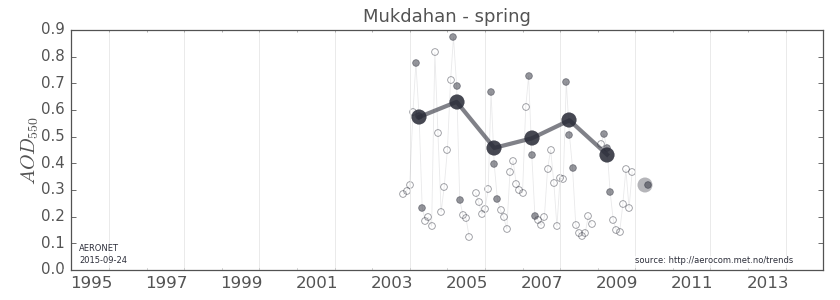 Mukdahan - spring
0.9
0.8
0.7
0.6
0.5
0.4
0.3
0.2
0.1
0.0
AOD550
AERONET
2015-09-24
source: http://aerocom.met.no/trends
1995 1997 1999 2001 2003 2005 2007 2009 2011 2013